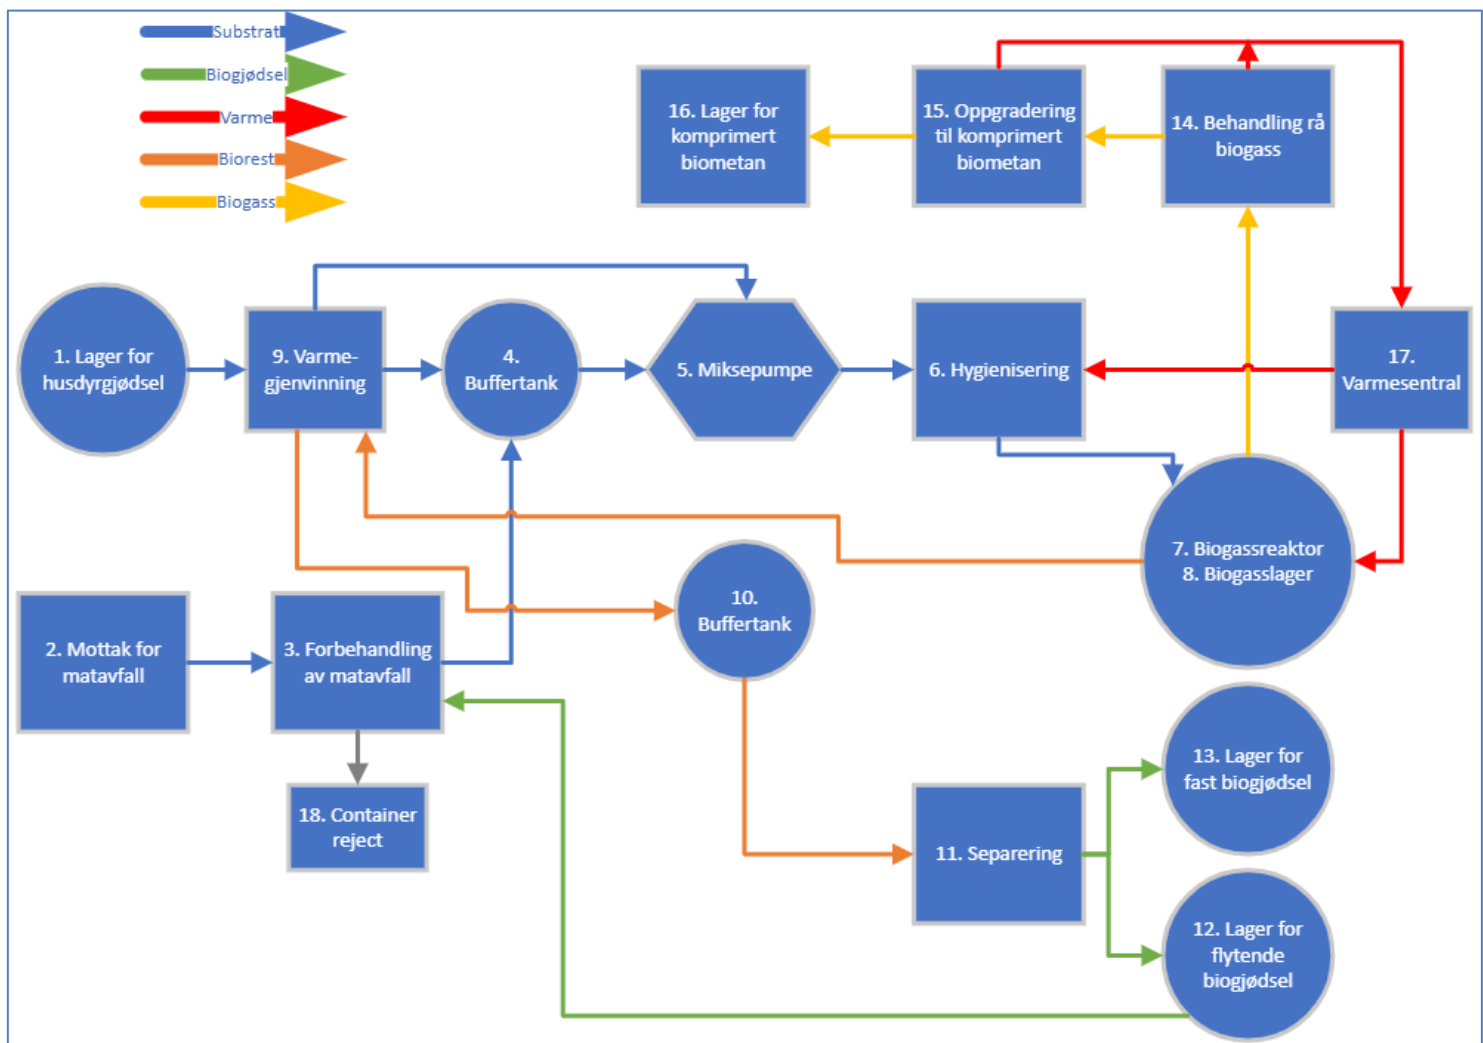 Substrat
Biogjødsel
Varme
Biorest
Biogass
16. Lager for
komprimert
biometan
15. Oppgradering
til komprimert
biometan
14. Behandling rå
biogass
1. Lager for
husdyrgjødsel
9. Varme-
gjenvinning
4.
Buffertank
5. Miksepumpe
6. Hygienisering
17.
Varmesentral
7. Biogassreaktor
8. Biogasslager
10.
Buffertank
2. Mottak for
matavfall
3. Forbehandling
av matavfall
18. Container
reject
11. Separering
13. Lager for
fast biogjødsel
12. Lager for
flytende
biogjødsel